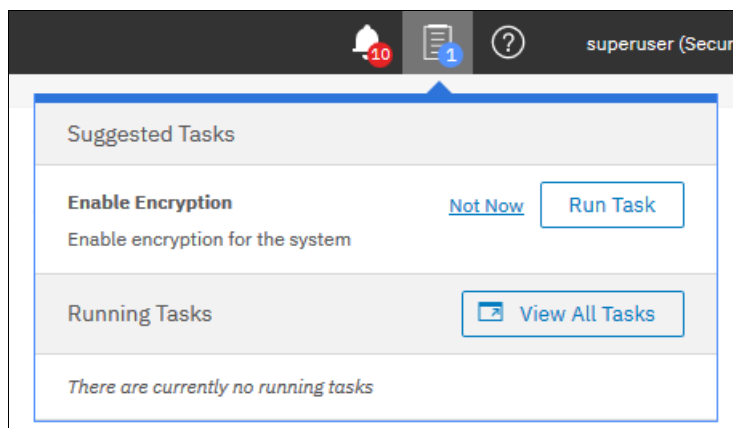 10
1
?
superuser (Secur
Suggested Tasks
Enable Encryption
Not Now
Run Task
Enable encryption for the system
Running Tasks
View All Tasks
There are currently no running tasks